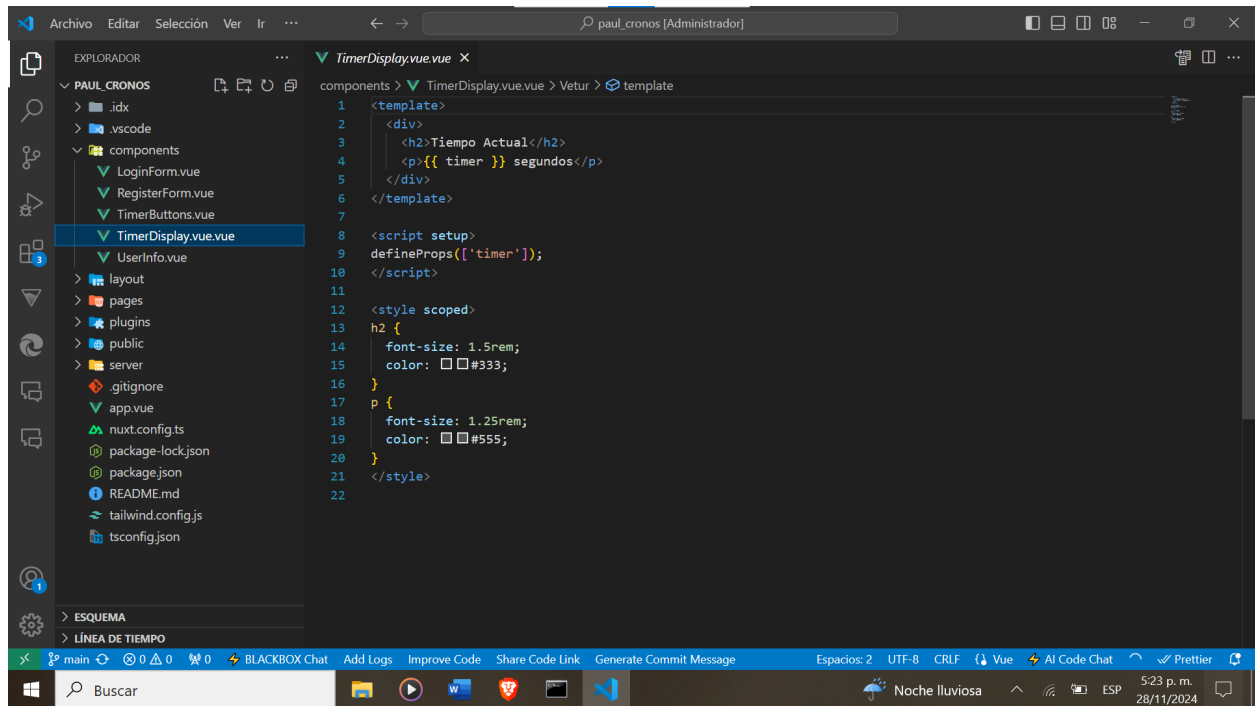 Archivo Editar Selección Ver Ir ···
paul_cronos [Administrador]
EXPLORADOR ···
TimerDisplay.vue.vue
PAUL_CRONOS
components > TimerDisplay.vue.vue > Vetur > template
.idx
.vscode
components
LoginForm.vue
RegisterForm.vue
TimerButtons.vue
TimerDisplay.vue.vue
UserInfo.vue
layout
pages
plugins
public
server
.gitignore
app.vue
nuxt.config.ts
package-lock.json
package.json
README.md
tailwind.config.js
tsconfig.json
1 <template>
2 <div>
3 <h2>Tiempo Actual</h2>
4 <p>{{ timer }} segundos</p>
5 </div>
6 </template>
7
8 <script setup>
9 defineProps(['timer']);
10 </script>
11
12 <style scoped>
13 h2 {
14 font-size: 1.5rem;
15 color: #333;
16 }
17 p {
18 font-size: 1.25rem;
19 color: #555;
20 }
21 </style>
22
3
1
ESQUEMA
LÍNEA DE TIEMPO
main 0 0 0 BLACKBOX Chat Add Logs Improve Code Share Code Link Generate Commit Message Espacios: 2 UTF-8 CRLF Vue AI Code Chat Prettier
Buscar
Noche lluviosa ESP 5:23 p. m.
28/11/2024